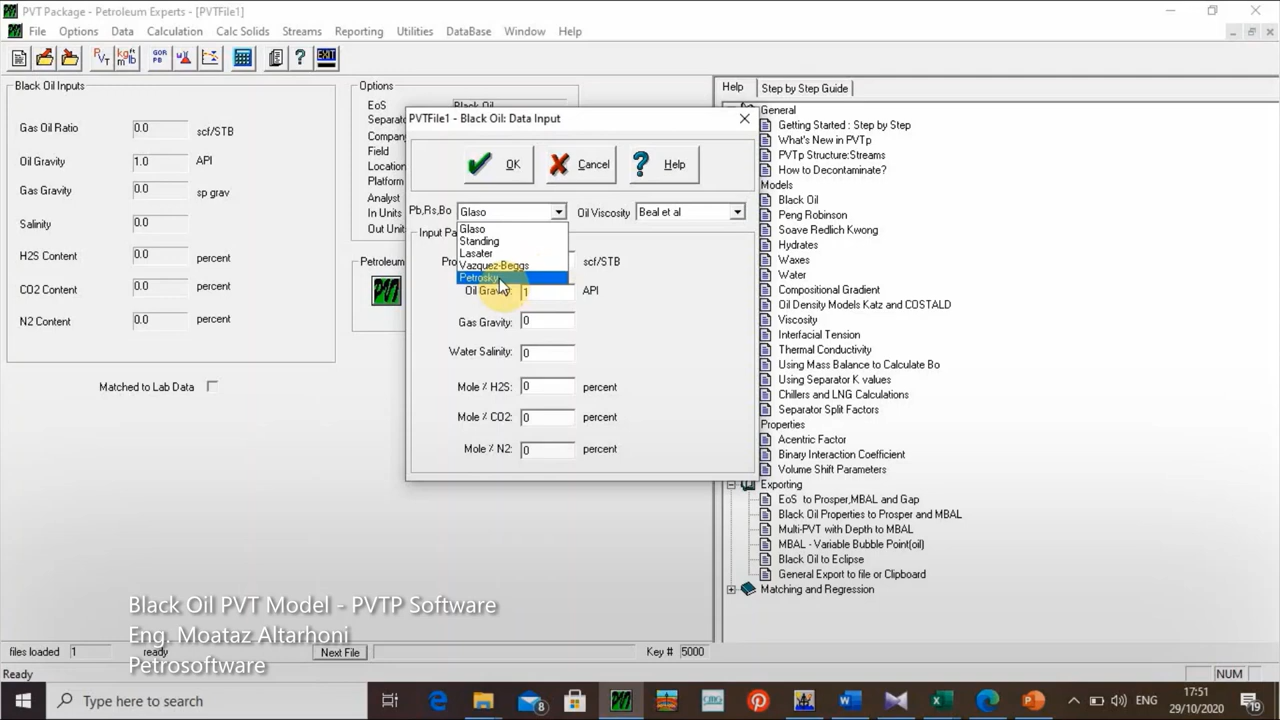 PVT Package - Petroleum Experts - [PVTFile1]
File Options Data Calculation Calc Solids Streams Reporting Utilities DataBase Window Help
Black Oil Inputs
Gas Oil Ratio 0.0 scf/STB
Oil Gravity 1.0 API
Gas Gravity 0.0 sp grav
Salinity 0.0
H2S Content 0.0 percent
CO2 Content 0.0 percent
N2 Content 0.0 percent
Matched to Lab Data
Options
EoS Black Oil
Separat
Company
Field
Location
Platform
Analyst
In Units
Out Unit
Petroleum
PVTFile1 - Black Oil: Data Input
OK Cancel Help
Pb,Rs,Bo Glaso Oil Viscosity Beal et al
Glaso
Standing
Lasater
Vazquez-Beggs
Petrosky
Input Pa
Pro scf/STB
Oil Gravity: 1 API
Gas Gravity: 0
Water Salinity: 0
Mole % H2S: 0 percent
Mole % CO2: 0 percent
Mole % N2: 0 percent
Help Step by Step Guide
General
Getting Started : Step by Step
What's New in PVTp
PVTp Structure:Streams
How to Decontaminate?
Models
Black Oil
Peng Robinson
Soave Redlich Kwong
Hydrates
Waxes
Water
Compositional Gradient
Oil Density Models Katz and COSTALD
Viscosity
Interfacial Tension
Thermal Conductivity
Using Mass Balance to Calculate Bo
Using Separator K values
Chillers and LNG Calculations
Separator Split Factors
Properties
Acentric Factor
Binary Interaction Coefficient
Volume Shift Parameters
Exporting
EoS to Prosper,MBAL and Gap
Black Oil Properties to Prosper and MBAL
Multi-PVT with Depth to MBAL
MBAL - Variable Bubble Point(oil)
Black Oil to Eclipse
General Export to file or Clipboard
Matching and Regression
Black Oil PVT Model - PVTP Software
Eng. Moataz Altarhoni
Petrosoftware
files loaded 1 ready Next File Key # 5000
Ready NUM
Type here to search
8
ENG
17:51
29/10/2020
19